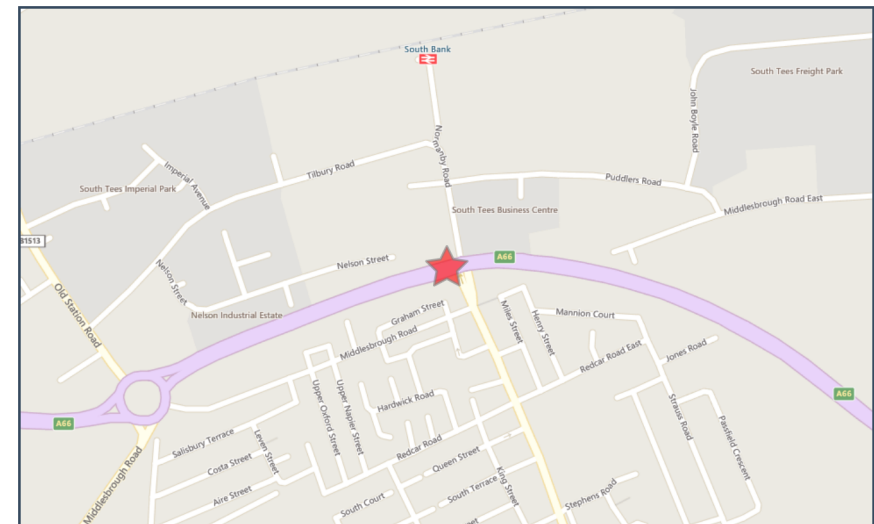 South Bank
South Tees Freight Park
John Boyle Road
Normanby Road
Tilbury Road
Imperial Avenue
South Tees Imperial Park
Puddlers Road
South Tees Business Centre
Middlesbrough Road East
B1513
Nelson Street
Nelson Street
A66
Old Station Road
Nelson Industrial Estate
Graham Street
Miles Street
Henry Street
Mannion Court
Middlesbrough Road
Redcar Road East
Jones Road
A66
Upper Oxford Street
Upper Napier Street
Hardwick Road
Strauss Road
A66
Passfield Crescent
Salisbury Terrace
Leven Street
Redcar Road
Costa Street
Queen Street
Middlesbrough Road
Aire Street
South Court
South Terrace
King Street
Stephens Road